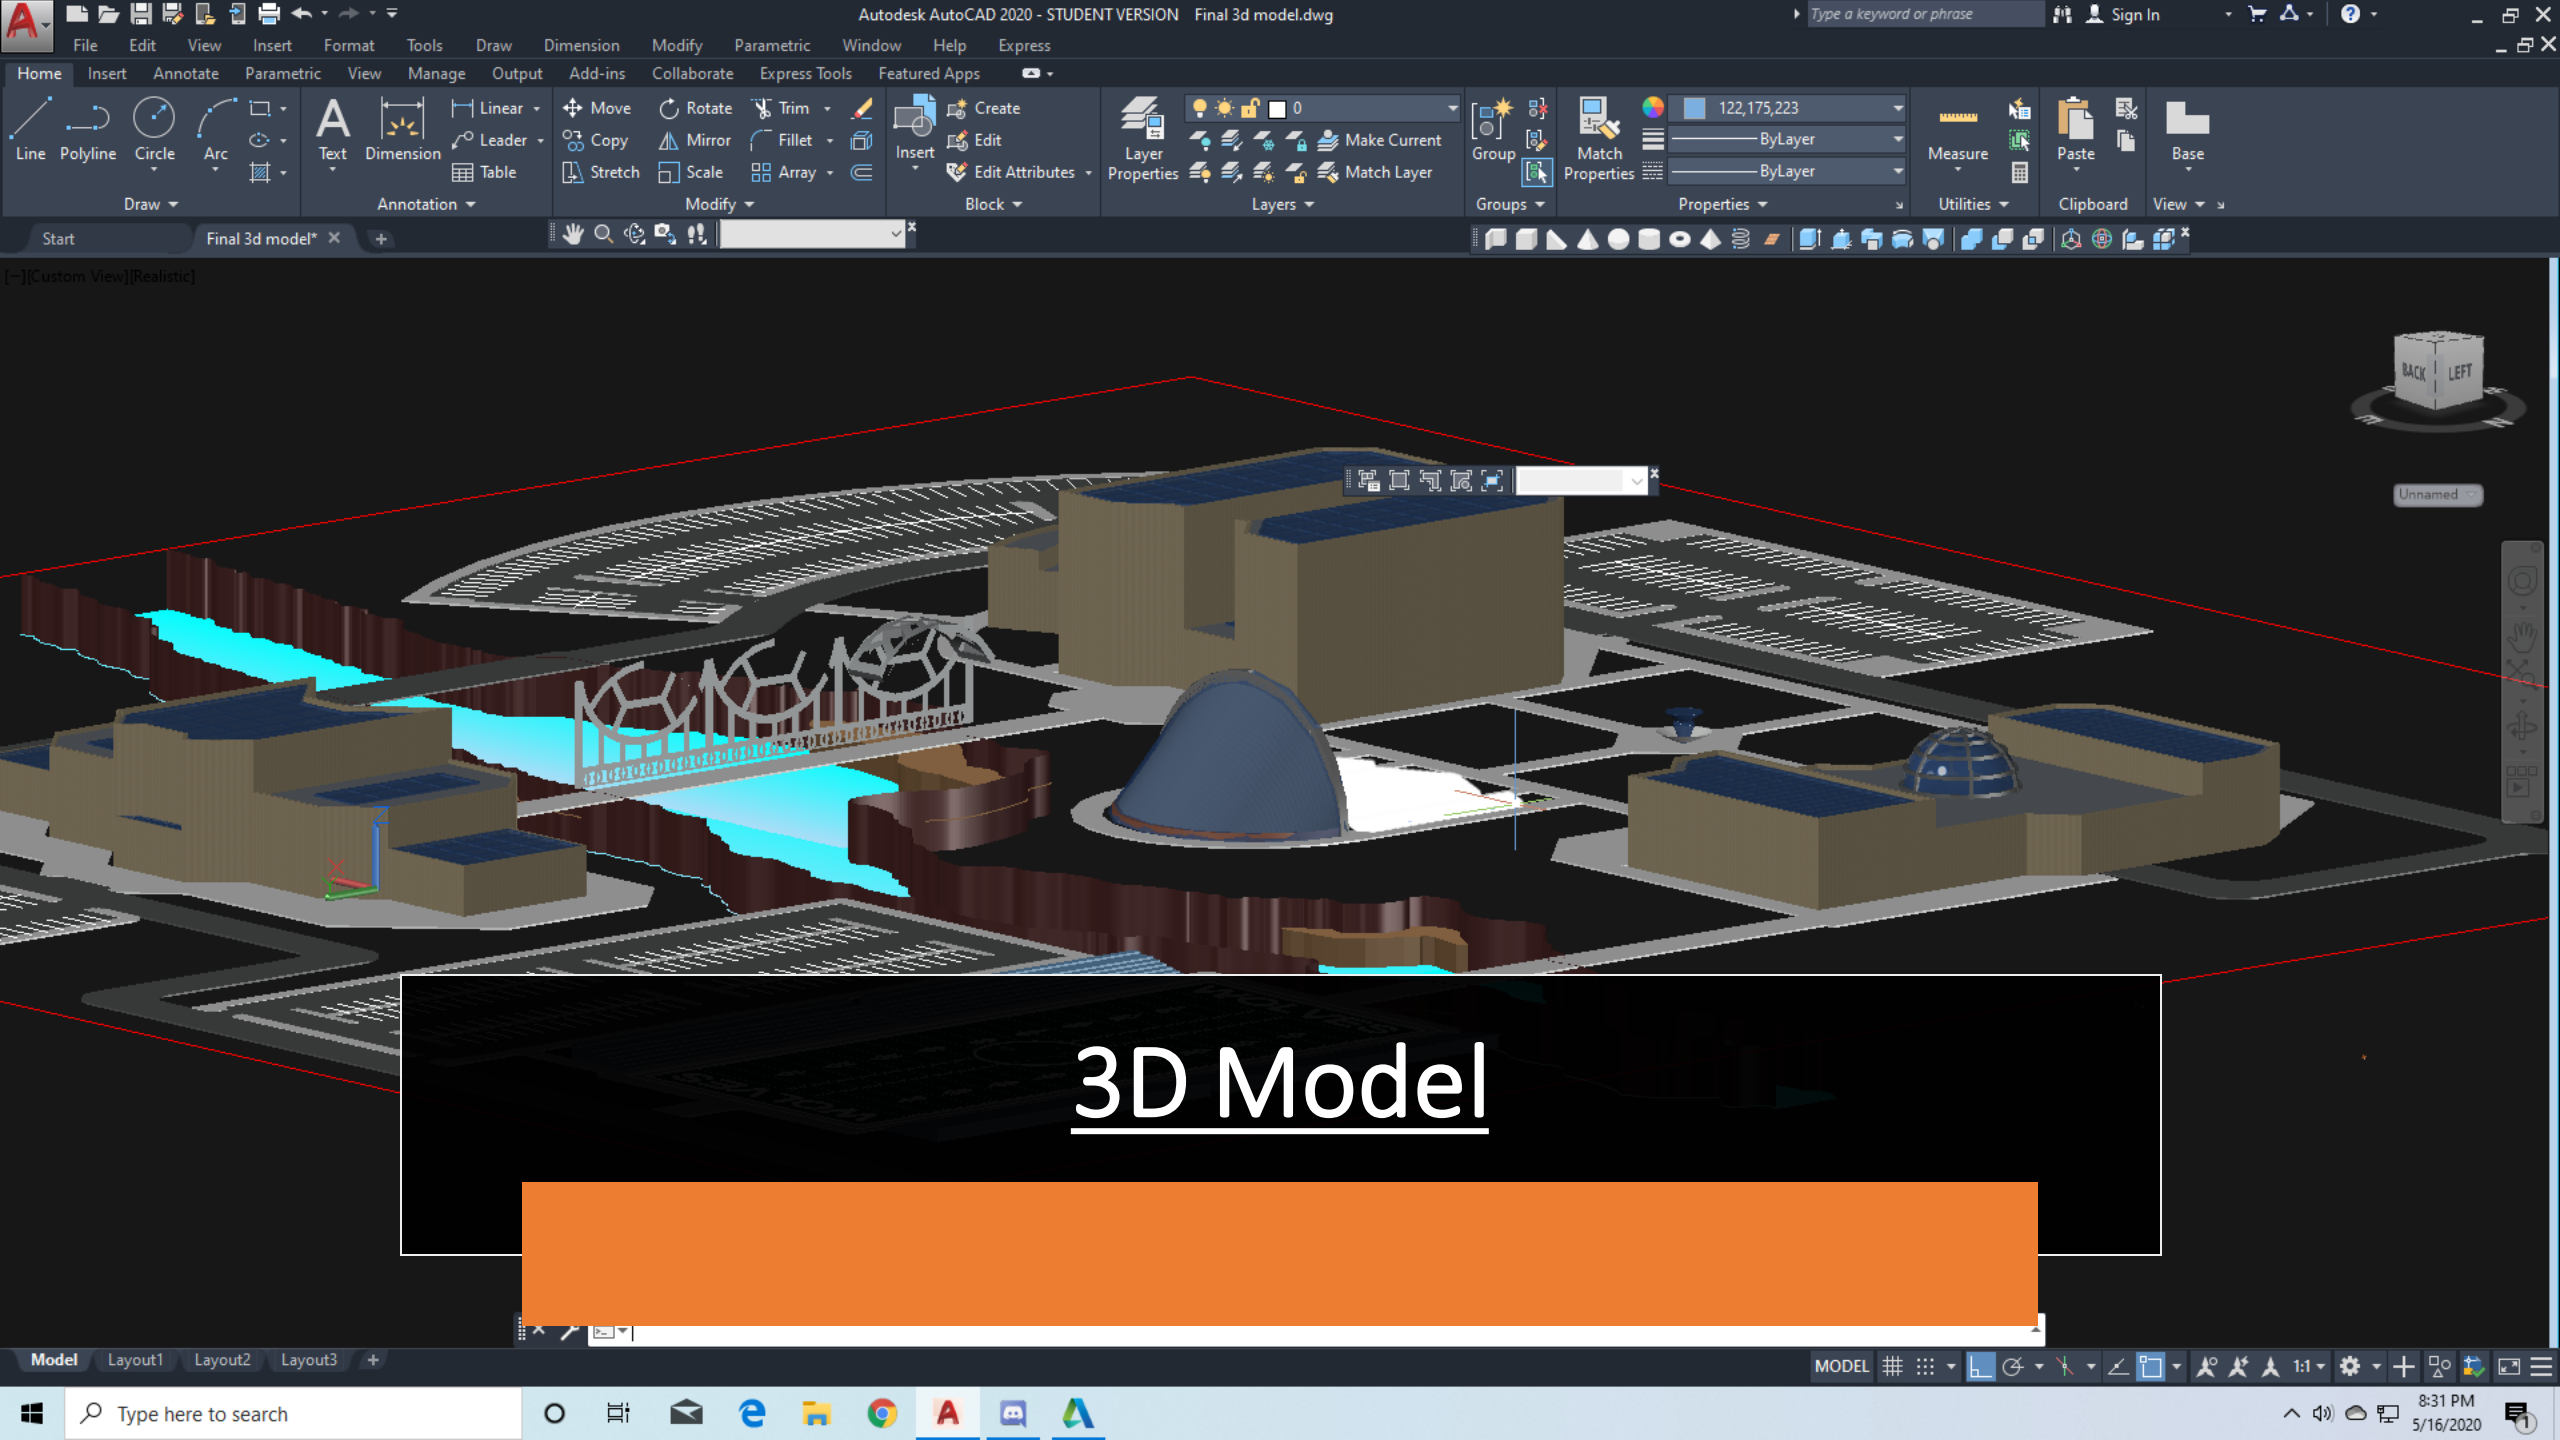 Autodesk AutoCAD 2020 - STUDENT VERSION Final 3d model.dwg
Type a keyword or phrase
Sign In
File Edit View Insert Format Tools Draw Dimension Modify Parametric Window Help Express
Home Insert Annotate Parametric View Manage Output Add-ins Collaborate Express Tools Featured Apps
Linear Move Rotate Trim Create 0 122,175,223
Leader Copy Mirror Fillet Edit Make Current ByLayer
Line Polyline Circle Arc Text Dimension Insert Layer Properties Group Match Properties Measure Paste Base
Table Stretch Scale Array Edit Attributes Match Layer ByLayer
Draw Annotation Modify Block Layers Groups Properties Utilities Clipboard View
Start Final 3d model*
[−][Custom View][Realistic]
BACK LEFT
Unnamed
X
Z
3D Model
Model Layout1 Layout2 Layout3
MODEL 1:1
Type here to search
8:31 PM
5/16/2020
1